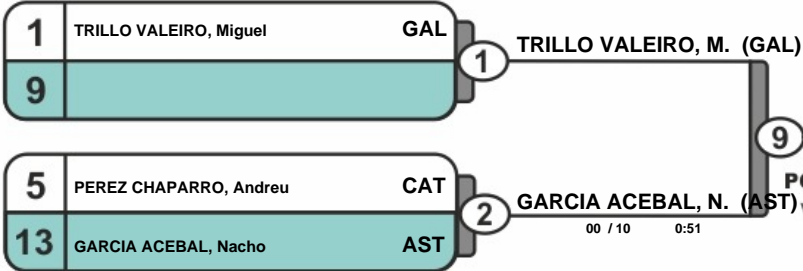 1 TRILLO VALEIRO, Miguel GAL
9
1
TRILLO VALEIRO, M. (GAL)
9
5 PEREZ CHAPARRO, Andreu CAT
13 GARCIA ACEBAL, Nacho AST
2
GARCIA ACEBAL, N. (AST)
00 / 10 0:51